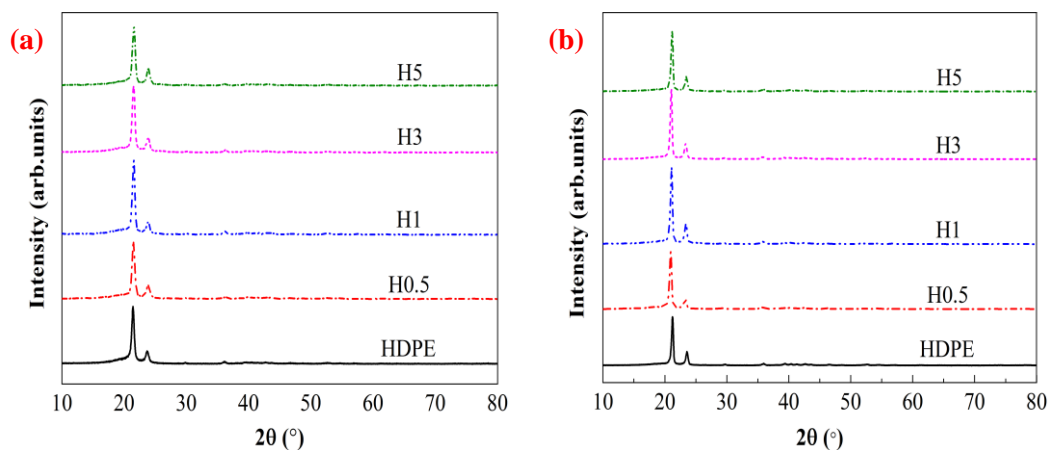 (a)
Intensity (arb.units)
H5
H3
H1
H0.5
HDPE
10 20 30 40 50 60 70 80
2θ (°)
(b)
Intensity (arb.units)
H5
H3
H1
H0.5
HDPE
10 20 30 40 50 60 70 80
2θ (°)